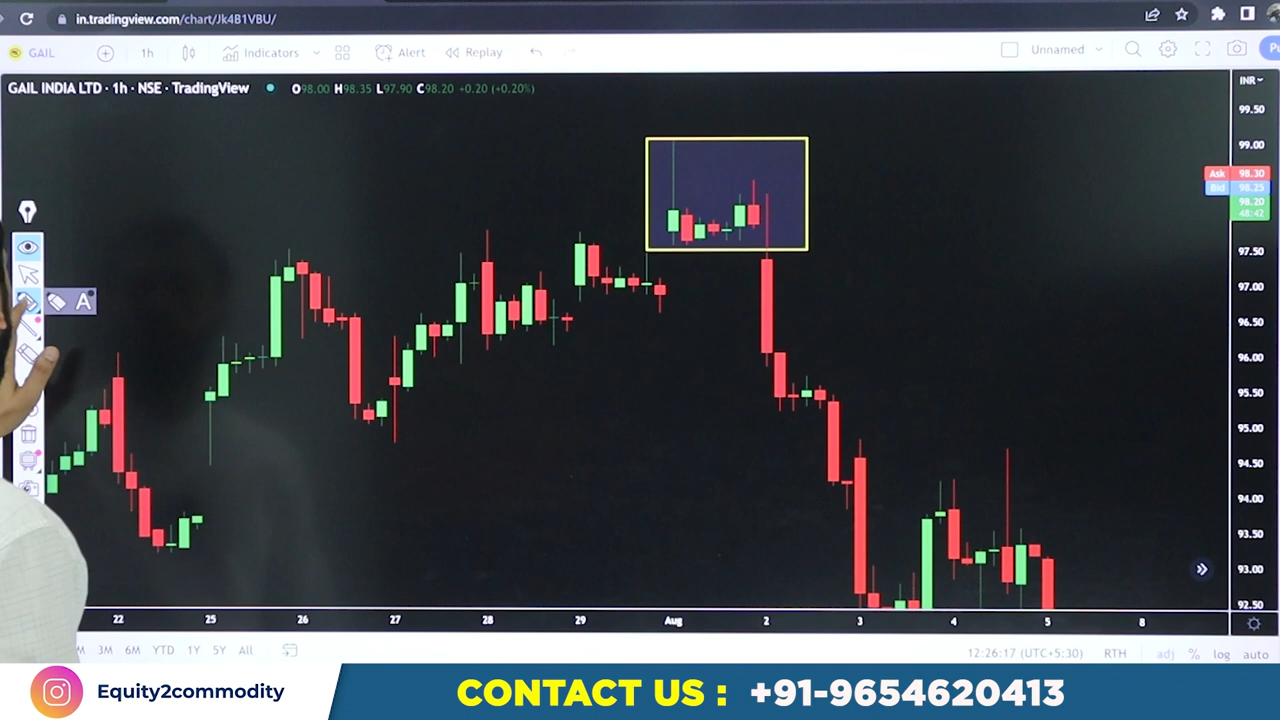 in.tradingview.com/chart/Jk4B1VBU/
GAIL
1h
Indicators
Alert
Replay
Unnamed
GAIL INDIA LTD · 1h · NSE · TradingView
O98.00 H98.35 L97.90 C98.20 +0.20 (+0.20%)
INR
99.50
99.00
Ask 98.30
Bid 98.25
98.20
48:42
97.50
97.00
96.50
96.00
95.50
95.00
94.50
94.00
93.50
93.00
92.50
A
22 25 26 27 28 29 Aug 2 3 4 5 8
3M 6M YTD 1Y 5Y All
12:26:17 (UTC+5:30) RTH adj % log auto
Equity2commodity
CONTACT US : +91-9654620413